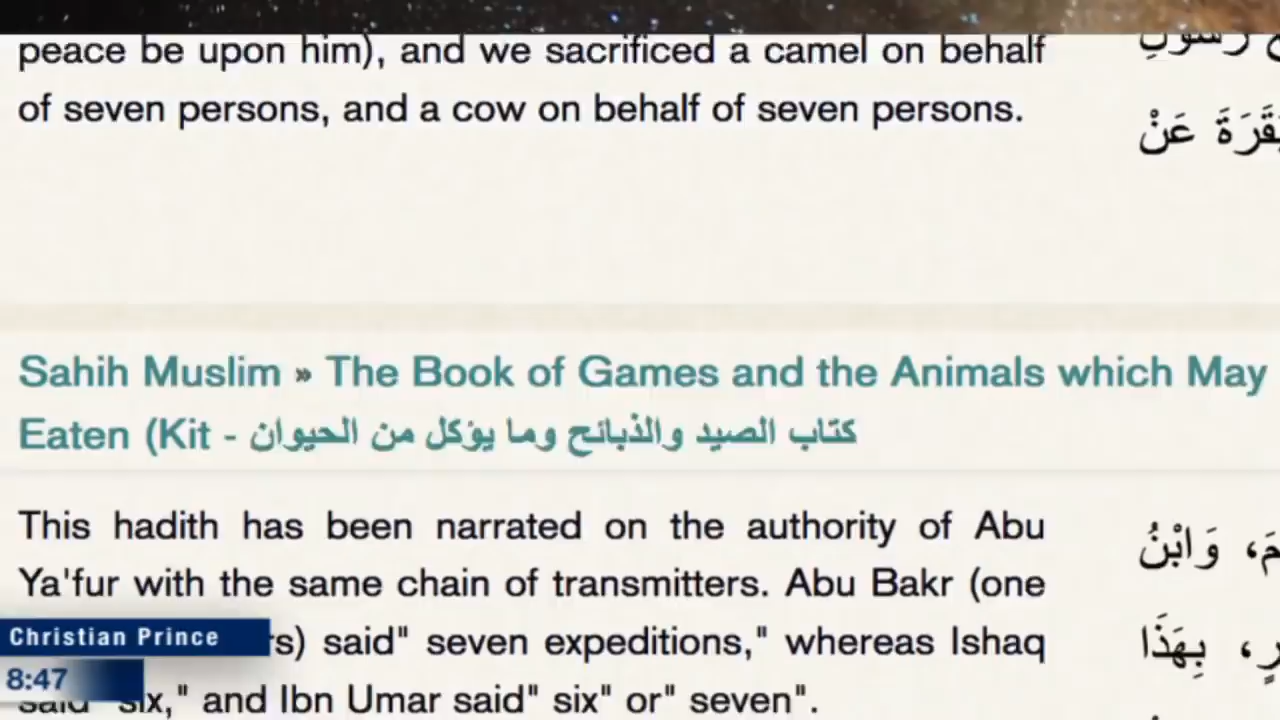 peace be upon him), and we sacrificed a camel on behalf
of seven persons, and a cow on behalf of seven persons.
رَسُولِ
عَنْ
Sahih Muslim » The Book of Games and the Animals which May
Eaten (Kit - كتاب الصيد والذبائح وما يؤكل من الحيوان
This hadith has been narrated on the authority of Abu
Ya'fur with the same chain of transmitters. Abu Bakr (one
rs) said" seven expeditions," whereas Ishaq
said" six," and Ibn Umar said" six" or" seven".
وَابْنُ
بِهَذَا
Christian Prince
8:47